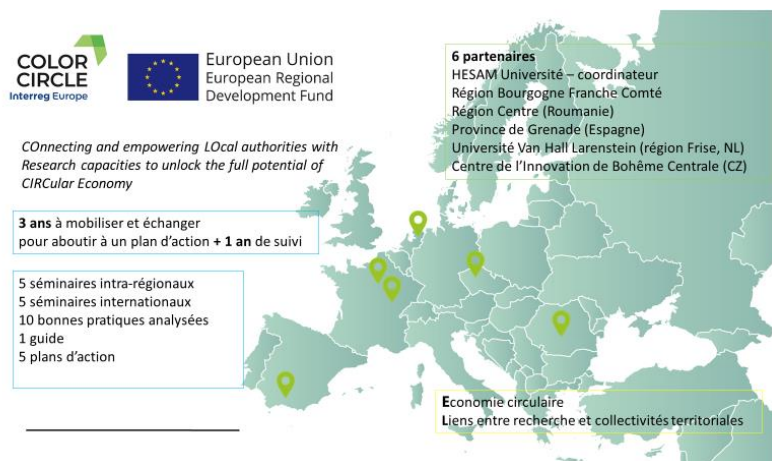 COLOR
CIRCLE
Interreg Europe
European Union
European Regional
Development Fund
COnnecting and empowering LOcal authorities with
Research capacities to unlock the full potential of
CIRCular Economy
3 ans à mobiliser et échanger
pour aboutir à un plan d'action + 1 an de suivi
5 séminaires intra-régionaux
5 séminaires internationaux
10 bonnes pratiques analysées
1 guide
5 plans d'action
6 partenaires
HESAM Université – coordinateur
Région Bourgogne Franche Comté
Région Centre (Roumanie)
Province de Grenade (Espagne)
Université Van Hall Larenstein (région Frise, NL)
Centre de l'Innovation de Bohême Centrale (CZ)
Economie circulaire
Liens entre recherche et collectivités territoriales